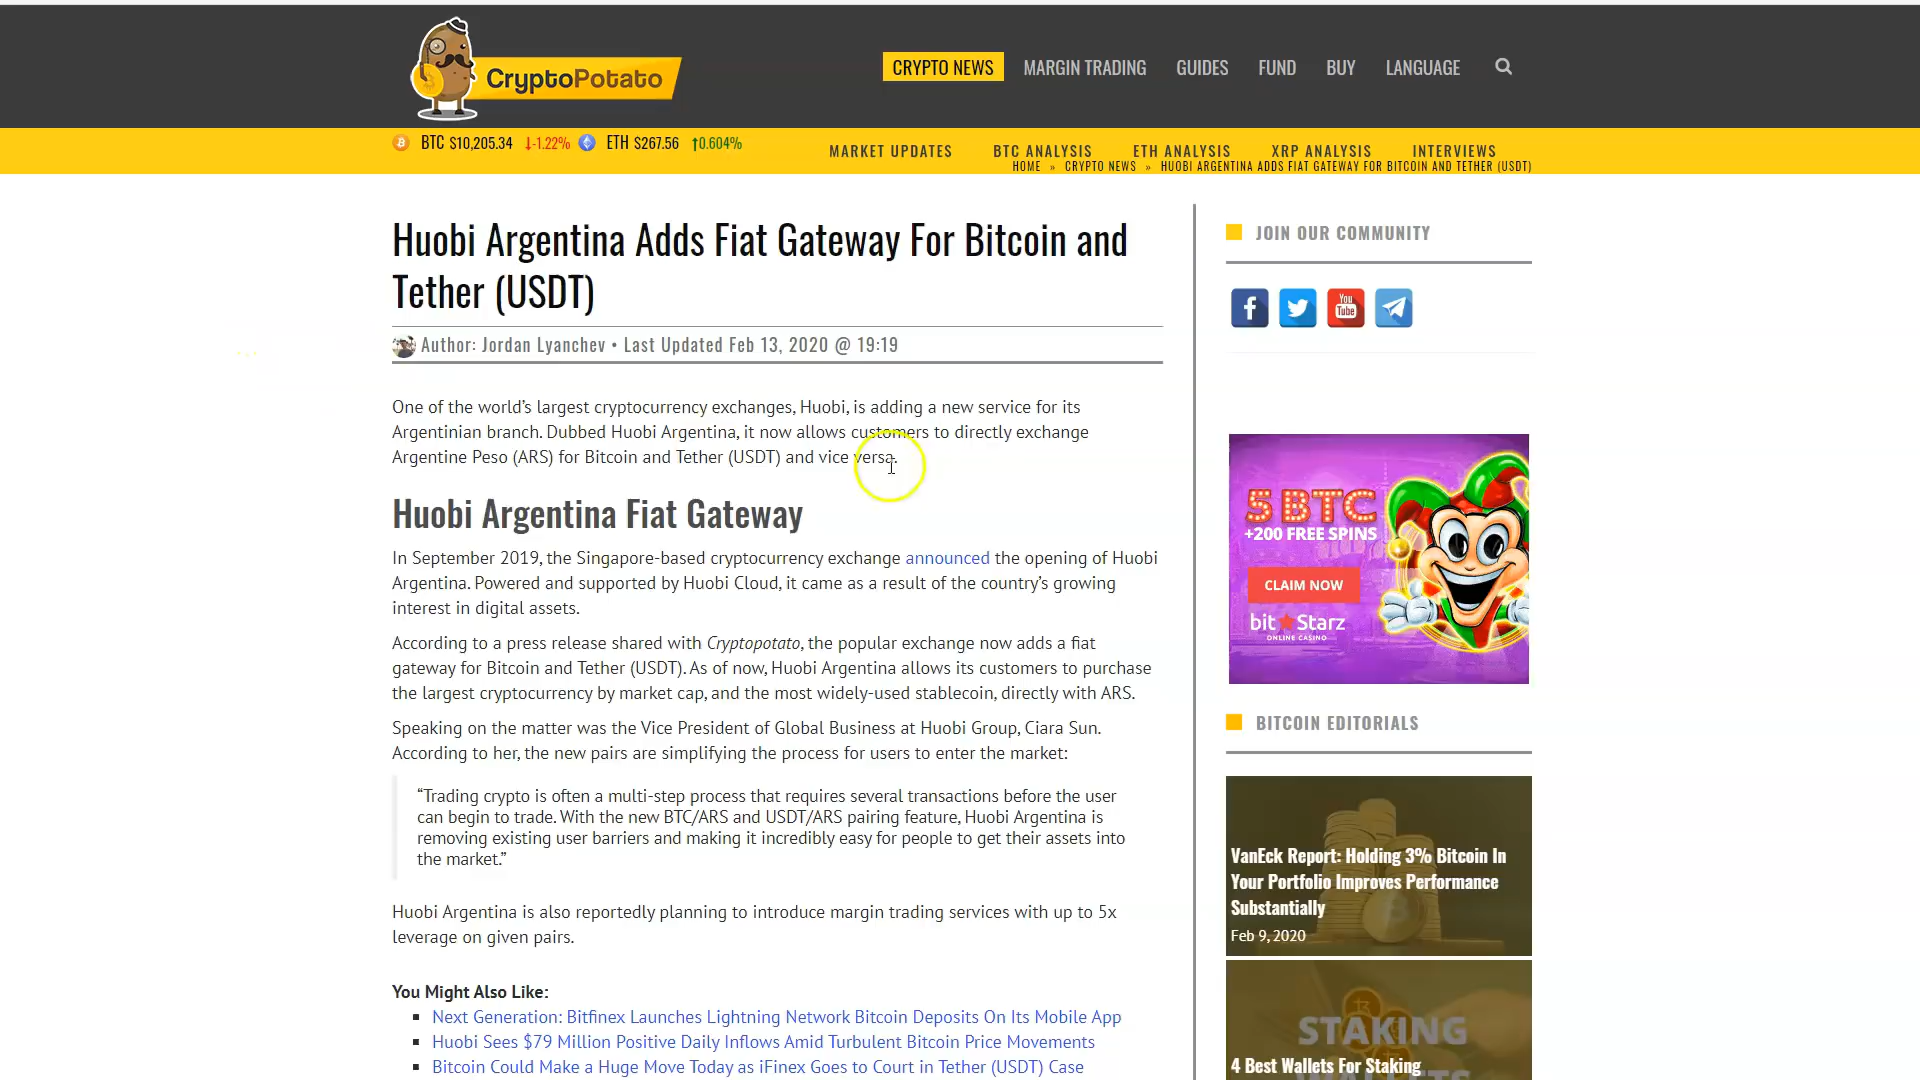 CryptoPotato
CRYPTO NEWS MARGIN TRADING GUIDES FUND BUY LANGUAGE
BTC $10,205.34 ↓-1.22% ETH $267.56 ↑0.604%
MARKET UPDATES BTC ANALYSIS ETH ANALYSIS XRP ANALYSIS INTERVIEWS
HOME » CRYPTO NEWS » HUOBI ARGENTINA ADDS FIAT GATEWAY FOR BITCOIN AND TETHER (USDT)
Huobi Argentina Adds Fiat Gateway For Bitcoin and
Tether (USDT)
Author: Jordan Lyanchev • Last Updated Feb 13, 2020 @ 19:19
One of the world’s largest cryptocurrency exchanges, Huobi, is adding a new service for its
Argentinian branch. Dubbed Huobi Argentina, it now allows customers to directly exchange
Argentine Peso (ARS) for Bitcoin and Tether (USDT) and vice versa.
Huobi Argentina Fiat Gateway
In September 2019, the Singapore-based cryptocurrency exchange announced the opening of Huobi
Argentina. Powered and supported by Huobi Cloud, it came as a result of the country’s growing
interest in digital assets.
According to a press release shared with Cryptopotato, the popular exchange now adds a fiat
gateway for Bitcoin and Tether (USDT). As of now, Huobi Argentina allows its customers to purchase
the largest cryptocurrency by market cap, and the most widely-used stablecoin, directly with ARS.
Speaking on the matter was the Vice President of Global Business at Huobi Group, Ciara Sun.
According to her, the new pairs are simplifying the process for users to enter the market:
“Trading crypto is often a multi-step process that requires several transactions before the user
can begin to trade. With the new BTC/ARS and USDT/ARS pairing feature, Huobi Argentina is
removing existing user barriers and making it incredibly easy for people to get their assets into
the market.”
Huobi Argentina is also reportedly planning to introduce margin trading services with up to 5x
leverage on given pairs.
You Might Also Like:
Next Generation: Bitfinex Launches Lightning Network Bitcoin Deposits On Its Mobile App
Huobi Sees $79 Million Positive Daily Inflows Amid Turbulent Bitcoin Price Movements
Bitcoin Could Make a Huge Move Today as iFinex Goes to Court in Tether (USDT) Case
JOIN OUR COMMUNITY
You
Tube
5 BTC
+200 FREE SPINS
CLAIM NOW
bitStarz
ONLINE CASINO
BITCOIN EDITORIALS
VanEck Report: Holding 3% Bitcoin In
Your Portfolio Improves Performance
Substantially
Feb 9, 2020
STAKING
4 Best Wallets For Staking
WALLETS